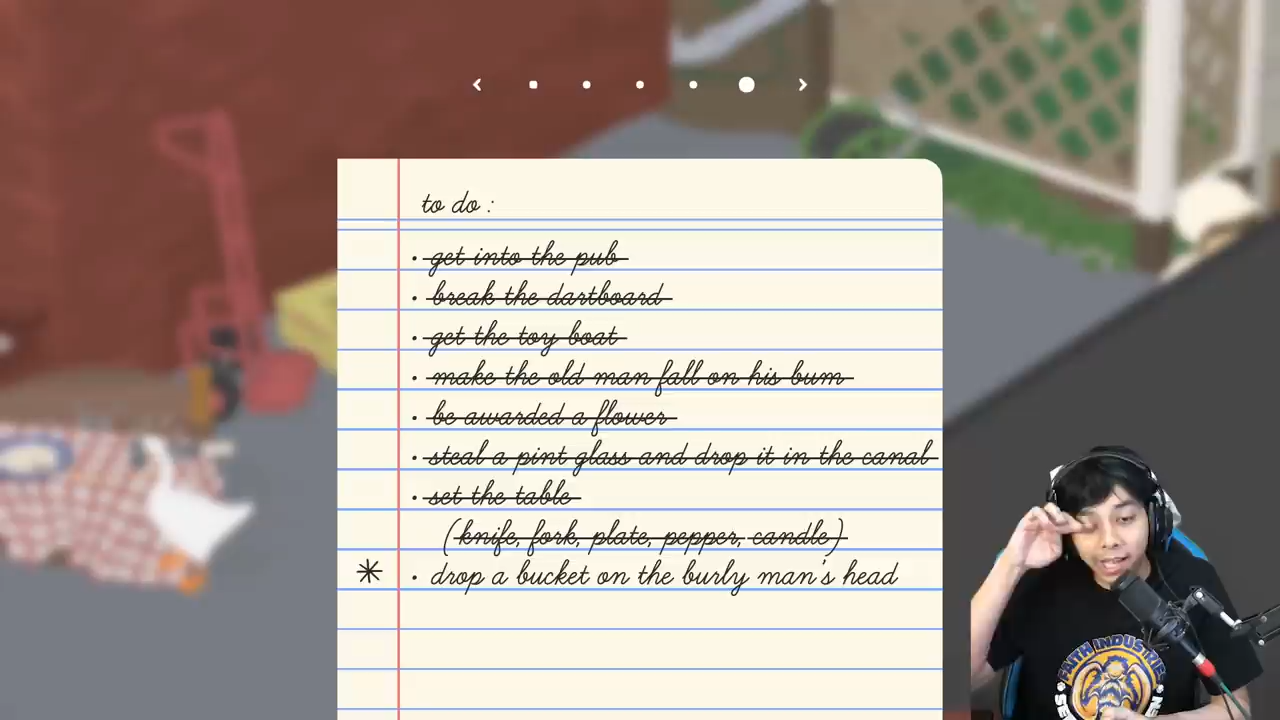 to do :
• get into the pub
• break the dartboard
• get the toy boat
• make the old man fall on his bum
• be awarded a flower
• steal a pint glass and drop it in the canal
• set the table
(knife, fork, plate, pepper, candle)
* • drop a bucket on the burly man's head
FAITH INDUSTRIES